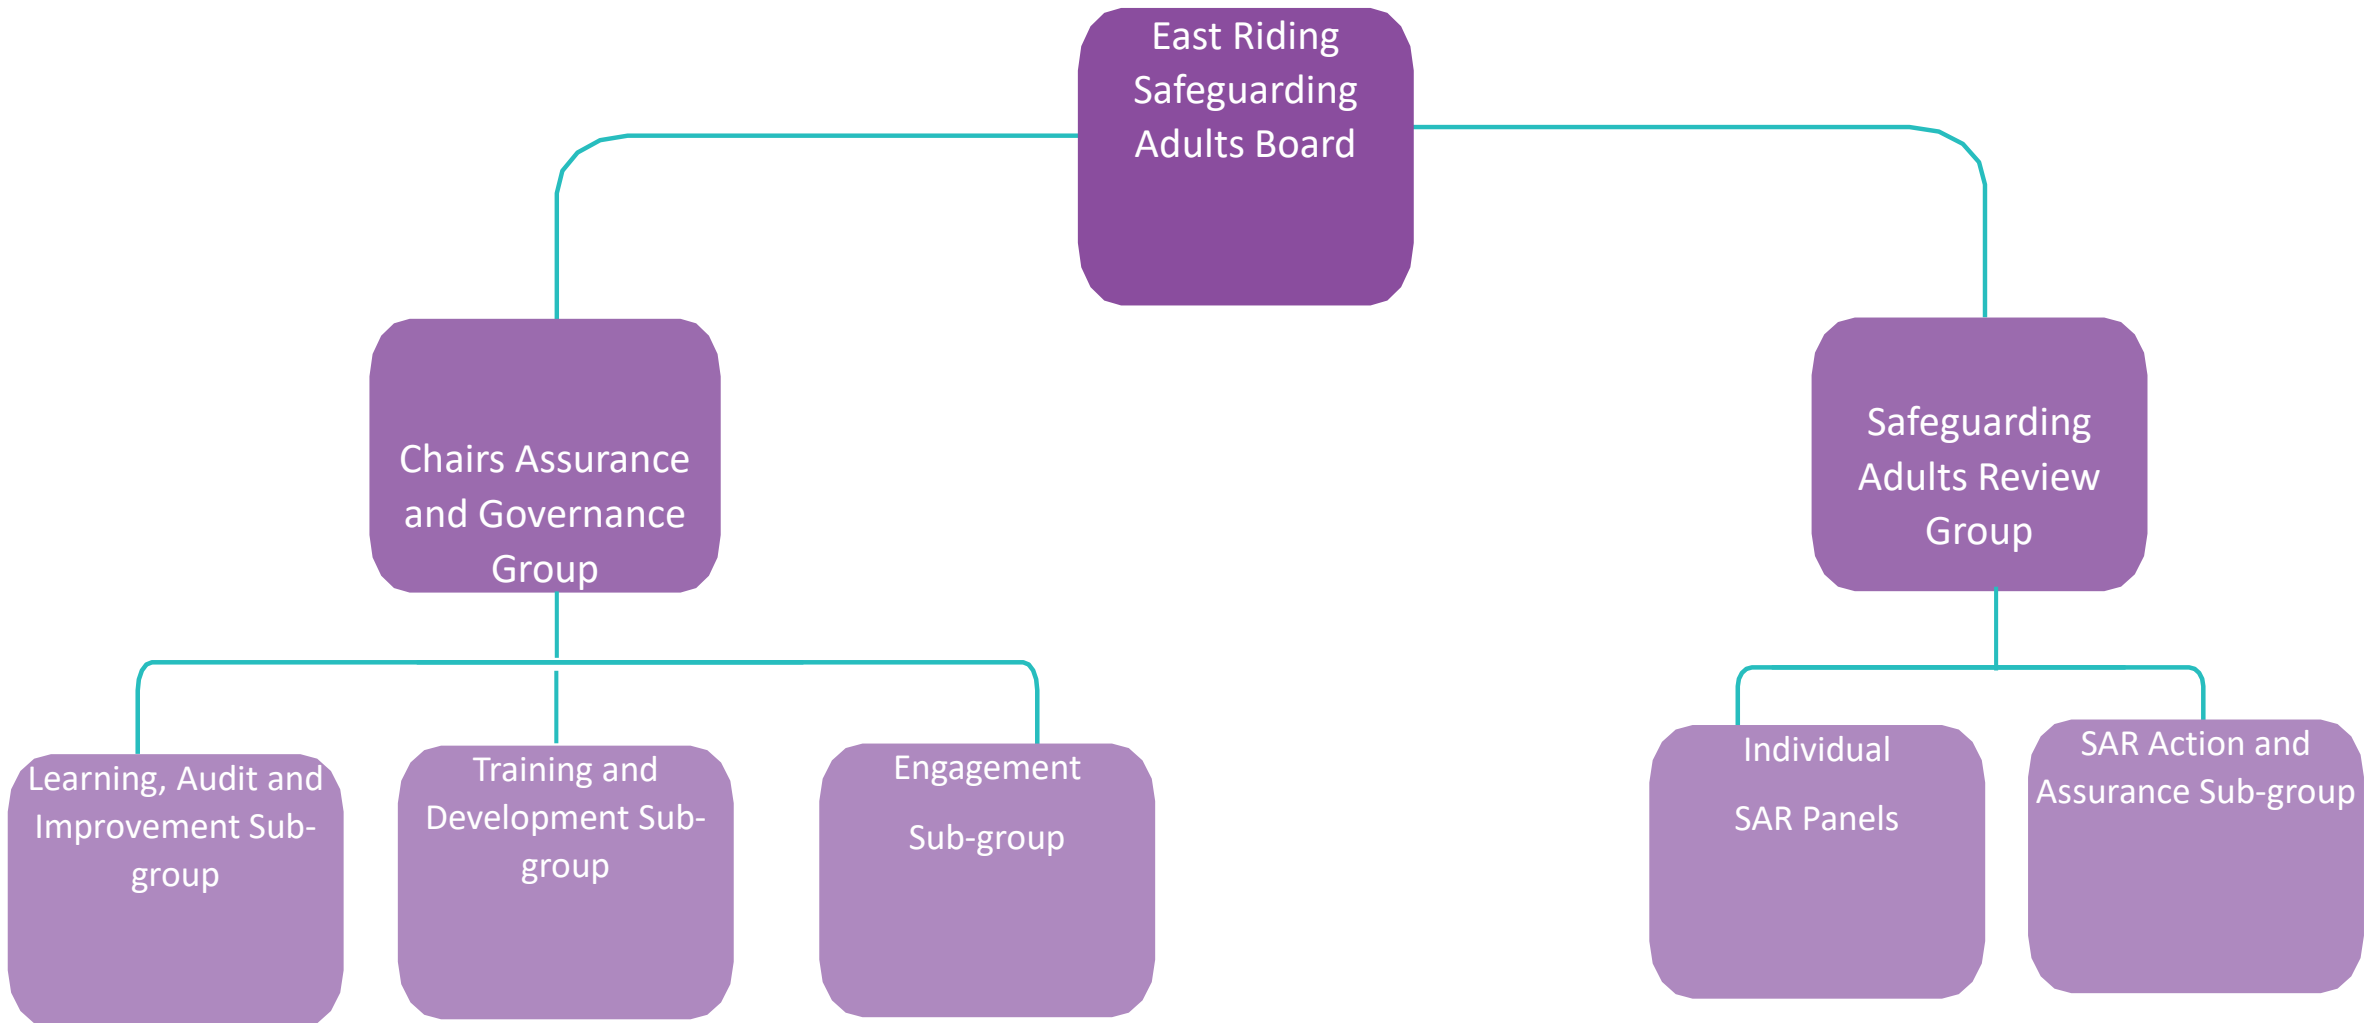 East Riding
Safeguarding
Adults Board
Chairs Assurance
and Governance
Group
Safeguarding
Adults Review
Group
Learning, Audit and
Improvement Sub-
group
Training and
Development Sub-
group
Engagement
Sub-group
Individual
SAR Panels
SAR Action and
Assurance Sub-group